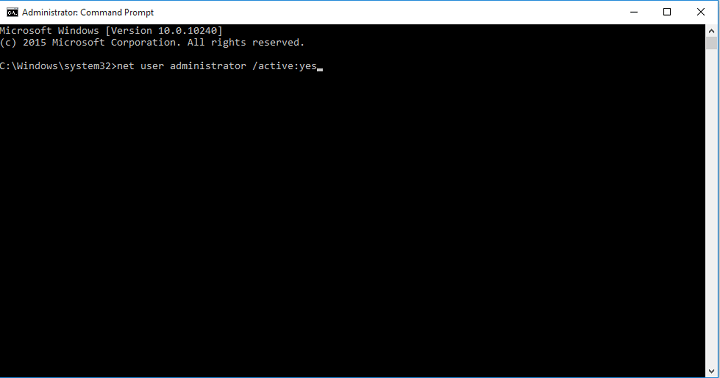 Administrator: Command Prompt
Microsoft Windows [Version 10.0.10240]
(c) 2015 Microsoft Corporation. All rights reserved.
C:\Windows\system32>net user administrator /active:yes